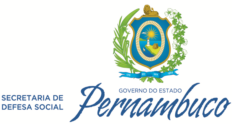 SECRETARIA DE
DEFESA SOCIAL
GOVERNO DO ESTADO
Pernambuco